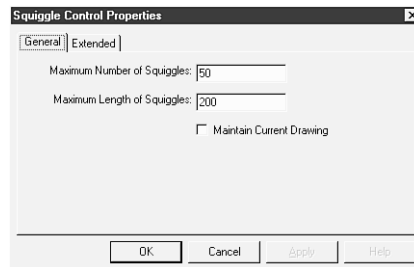 Squiggle Control Properties
General Extended
Maximum Number of Squiggles: 50
Maximum Length of Squiggles: 200
Maintain Current Drawing
OK Cancel Apply Help